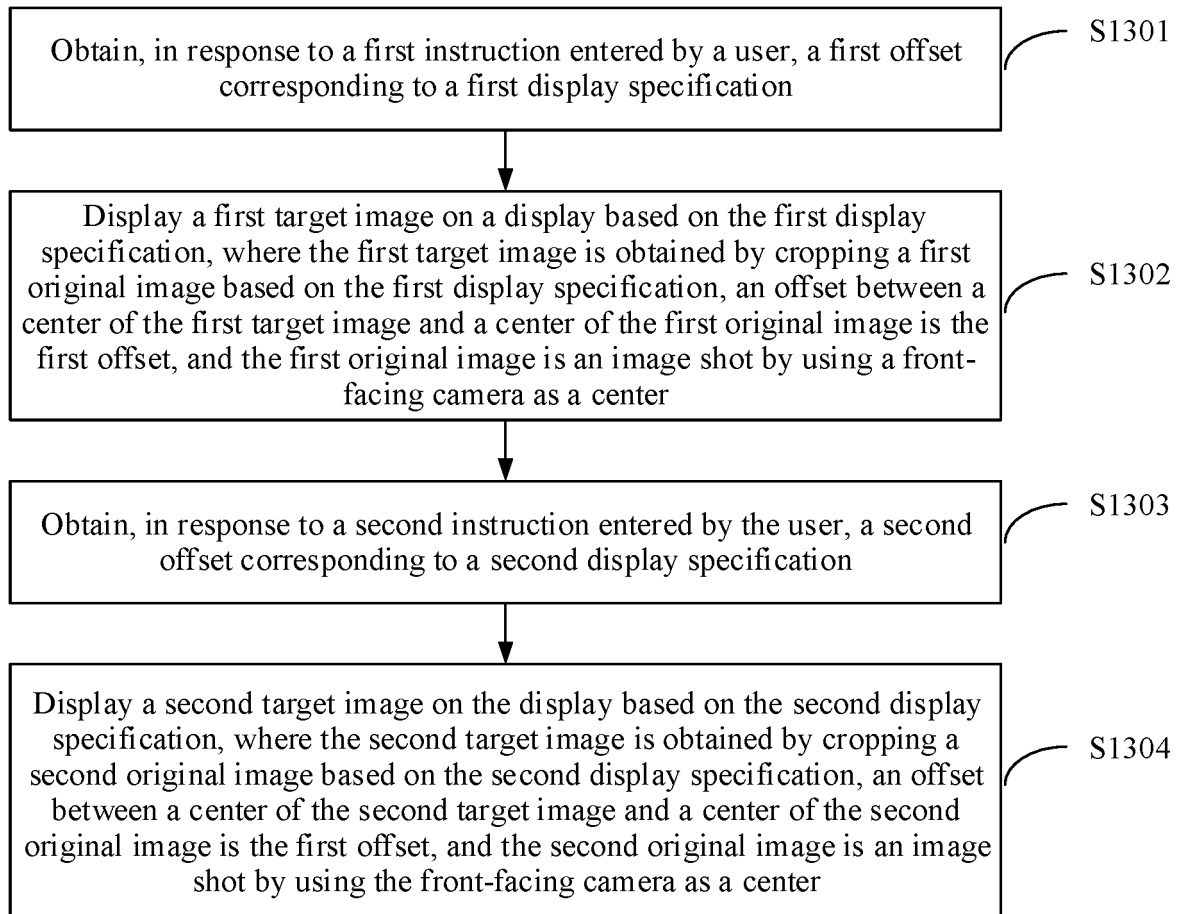 Obtain, in response to a first instruction entered by a user, a first offset
corresponding to a first display specification
S1301
Display a first target image on a display based on the first display
specification, where the first target image is obtained by cropping a first
original image based on the first display specification, an offset between a
center of the first target image and a center of the first original image is the
first offset, and the first original image is an image shot by using a front-
facing camera as a center
S1302
Obtain, in response to a second instruction entered by the user, a second
offset corresponding to a second display specification
S1303
Display a second target image on the display based on the second display
specification, where the second target image is obtained by cropping a
second original image based on the second display specification, an offset
between a center of the second target image and a center of the second
original image is the first offset, and the second original image is an image
shot by using the front-facing camera as a center
S1304